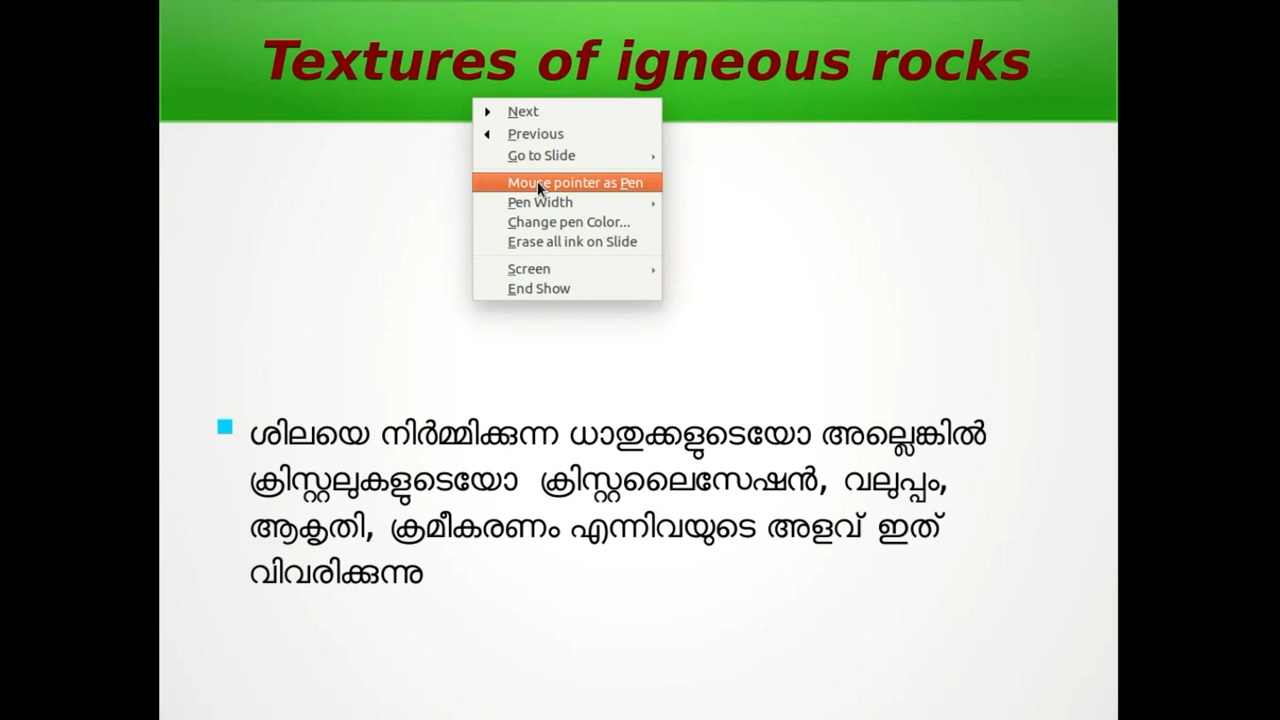 Textures of igneous rocks
Next
Previous
Go to Slide
Mouse pointer as Pen
Pen Width
Change pen Color...
Erase all ink on Slide
Screen
End Show
ശിലയെ നിർമ്മിക്കുന്ന ധാതുക്കളുടെയോ അല്ലെങ്കിൽ
ക്രിസ്റ്റലുകളുടെയോ ക്രിസ്റ്റലൈസേഷൻ, വലുപ്പം,
ആകൃതി, ക്രമീകരണം എന്നിവയുടെ അളവ് ഇത്
വിവരിക്കുന്നു